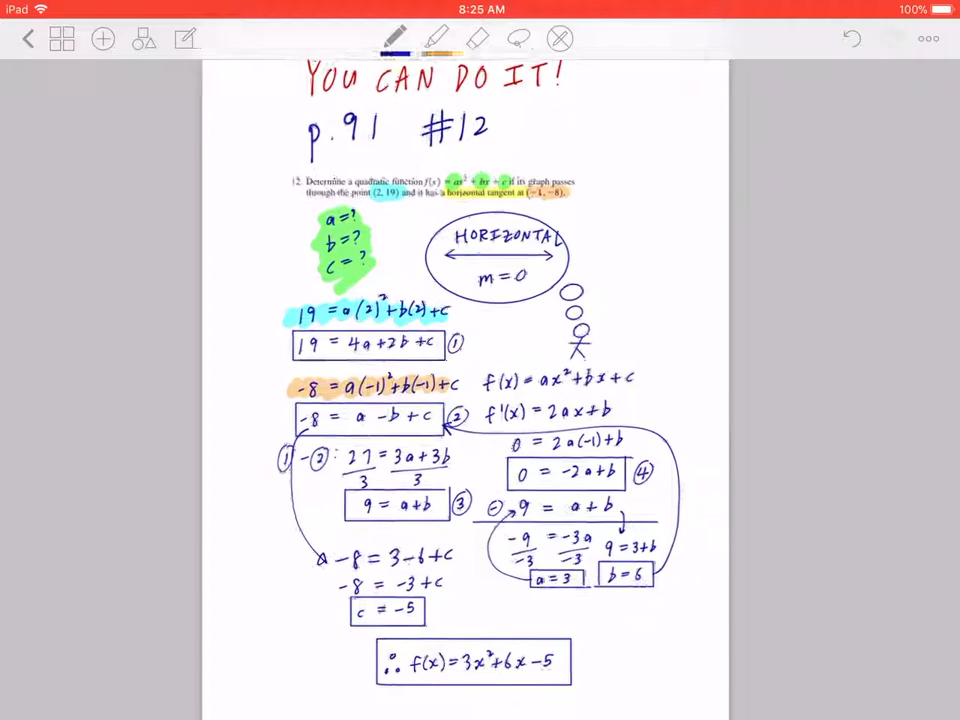 iPad 8:25 AM 100%
YOU CAN DO IT!
p.91 #12
12. Determine a quadratic function f(x) = ax² + bx + c if its graph passes
through the point (2, 19) and it has a horizontal tangent at (−1, −8).
a=?
b=?
c=?
HORIZONTAL
m=0
19 = a(2)²+b(2)+c
19 = 4a+2b+c ①
-8 = a(-1)²+b(-1)+c
-8 = a-b+c ②
f(x) = ax²+bx+c
f'(x) = 2ax+b
0 = 2a(-1)+b
0 = -2a+b ④
①-②: 27 = 3a+3b
3 3
9 = a+b ③
⊖ 9 = a+b
-9 = -3a
-3 -3
a=3
9=3+b
b=6
-8 = 3-6+c
-8 = -3+c
c = -5
∴ f(x)=3x²+6x-5